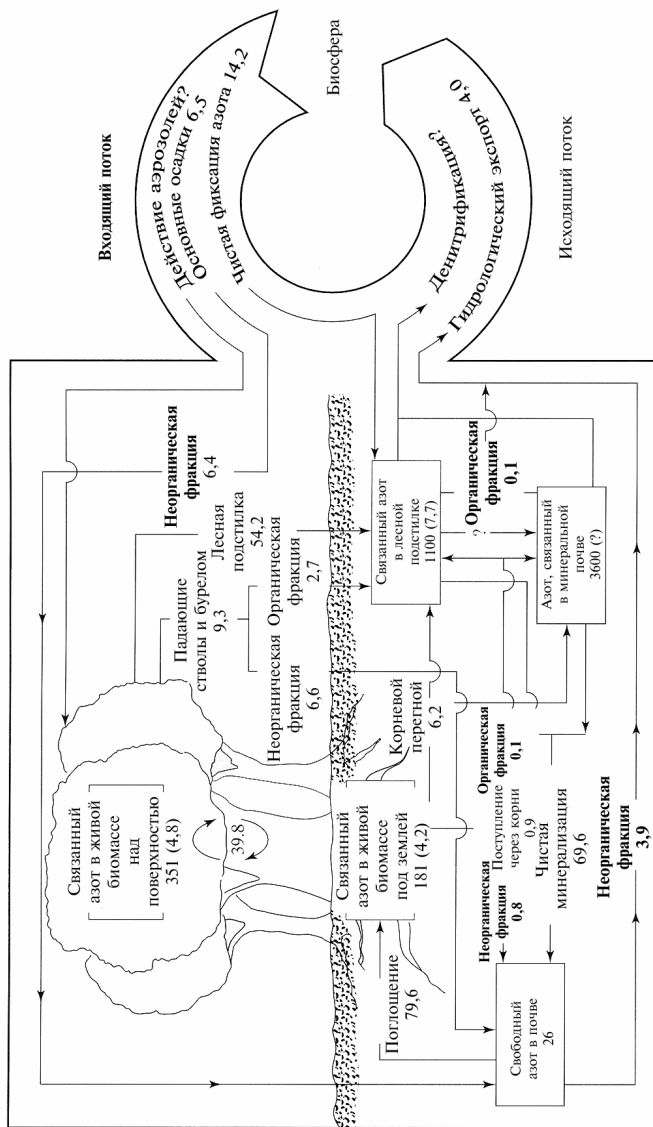 Входящий поток
Действие аэрозолей?
Основные осадки 6,5
Чистая фиксация азота 14,2
Биосфера
Денитрификация?
Гидрологический экспорт 4,0
Исходящий поток
Неорганическая
фракция
6,4
Лесная
подстилка
54,2
Падающие
стволы и бурелом
9,3
Органическая
фракция
2,7
Неорганическая
фракция
6,6
Связанный
азот в живой
биомассе
над
поверхностью
351 (4,8)
39.8
Связанный азот
в лесной
подстилке
1100 (7,7)
Органическая
фракция
0,1
?
Азот, связанный
в минеральной
почве
3600 (?)
Корневой
перегной
6,2
Связанный
азот в живой
биомассе
под землей
181 (4,2)
Поглощение
79,6
Органическая
фракция
0,1
Поступление
через корни
0,9
Неорганическая
фракция
0,8
Чистая
минерализация
69,6
Неорганическая
фракция
3,9
Свободный
азот в почве
26